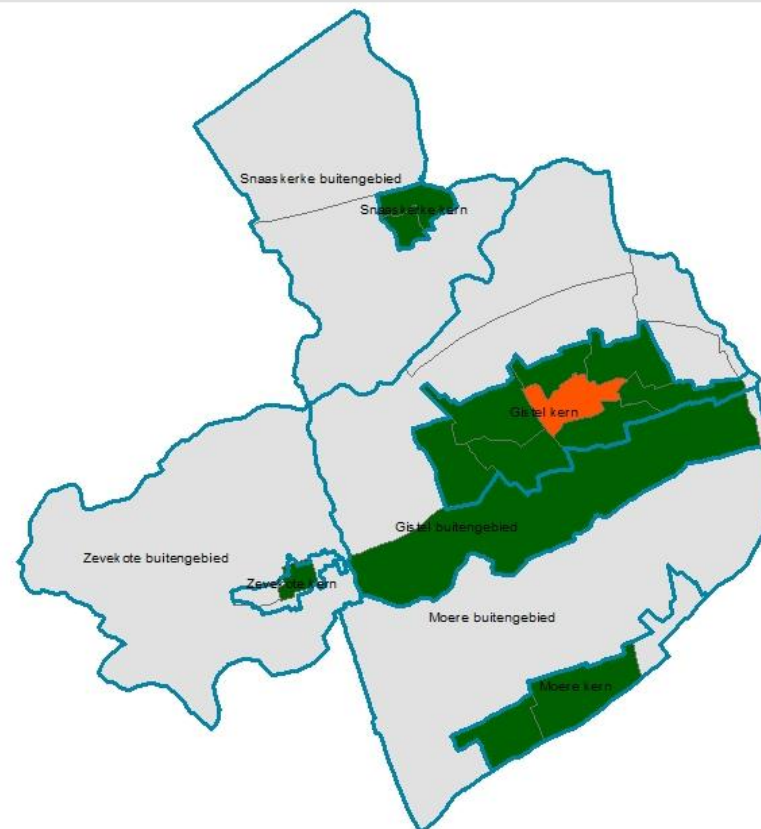 Snaaskerke buitengebied
Snaaskerke kern
Gistel kern
Gistel buitengebied
Zevekote buitengebied
Zevekote kern
Moere buitengebied
Moere kern